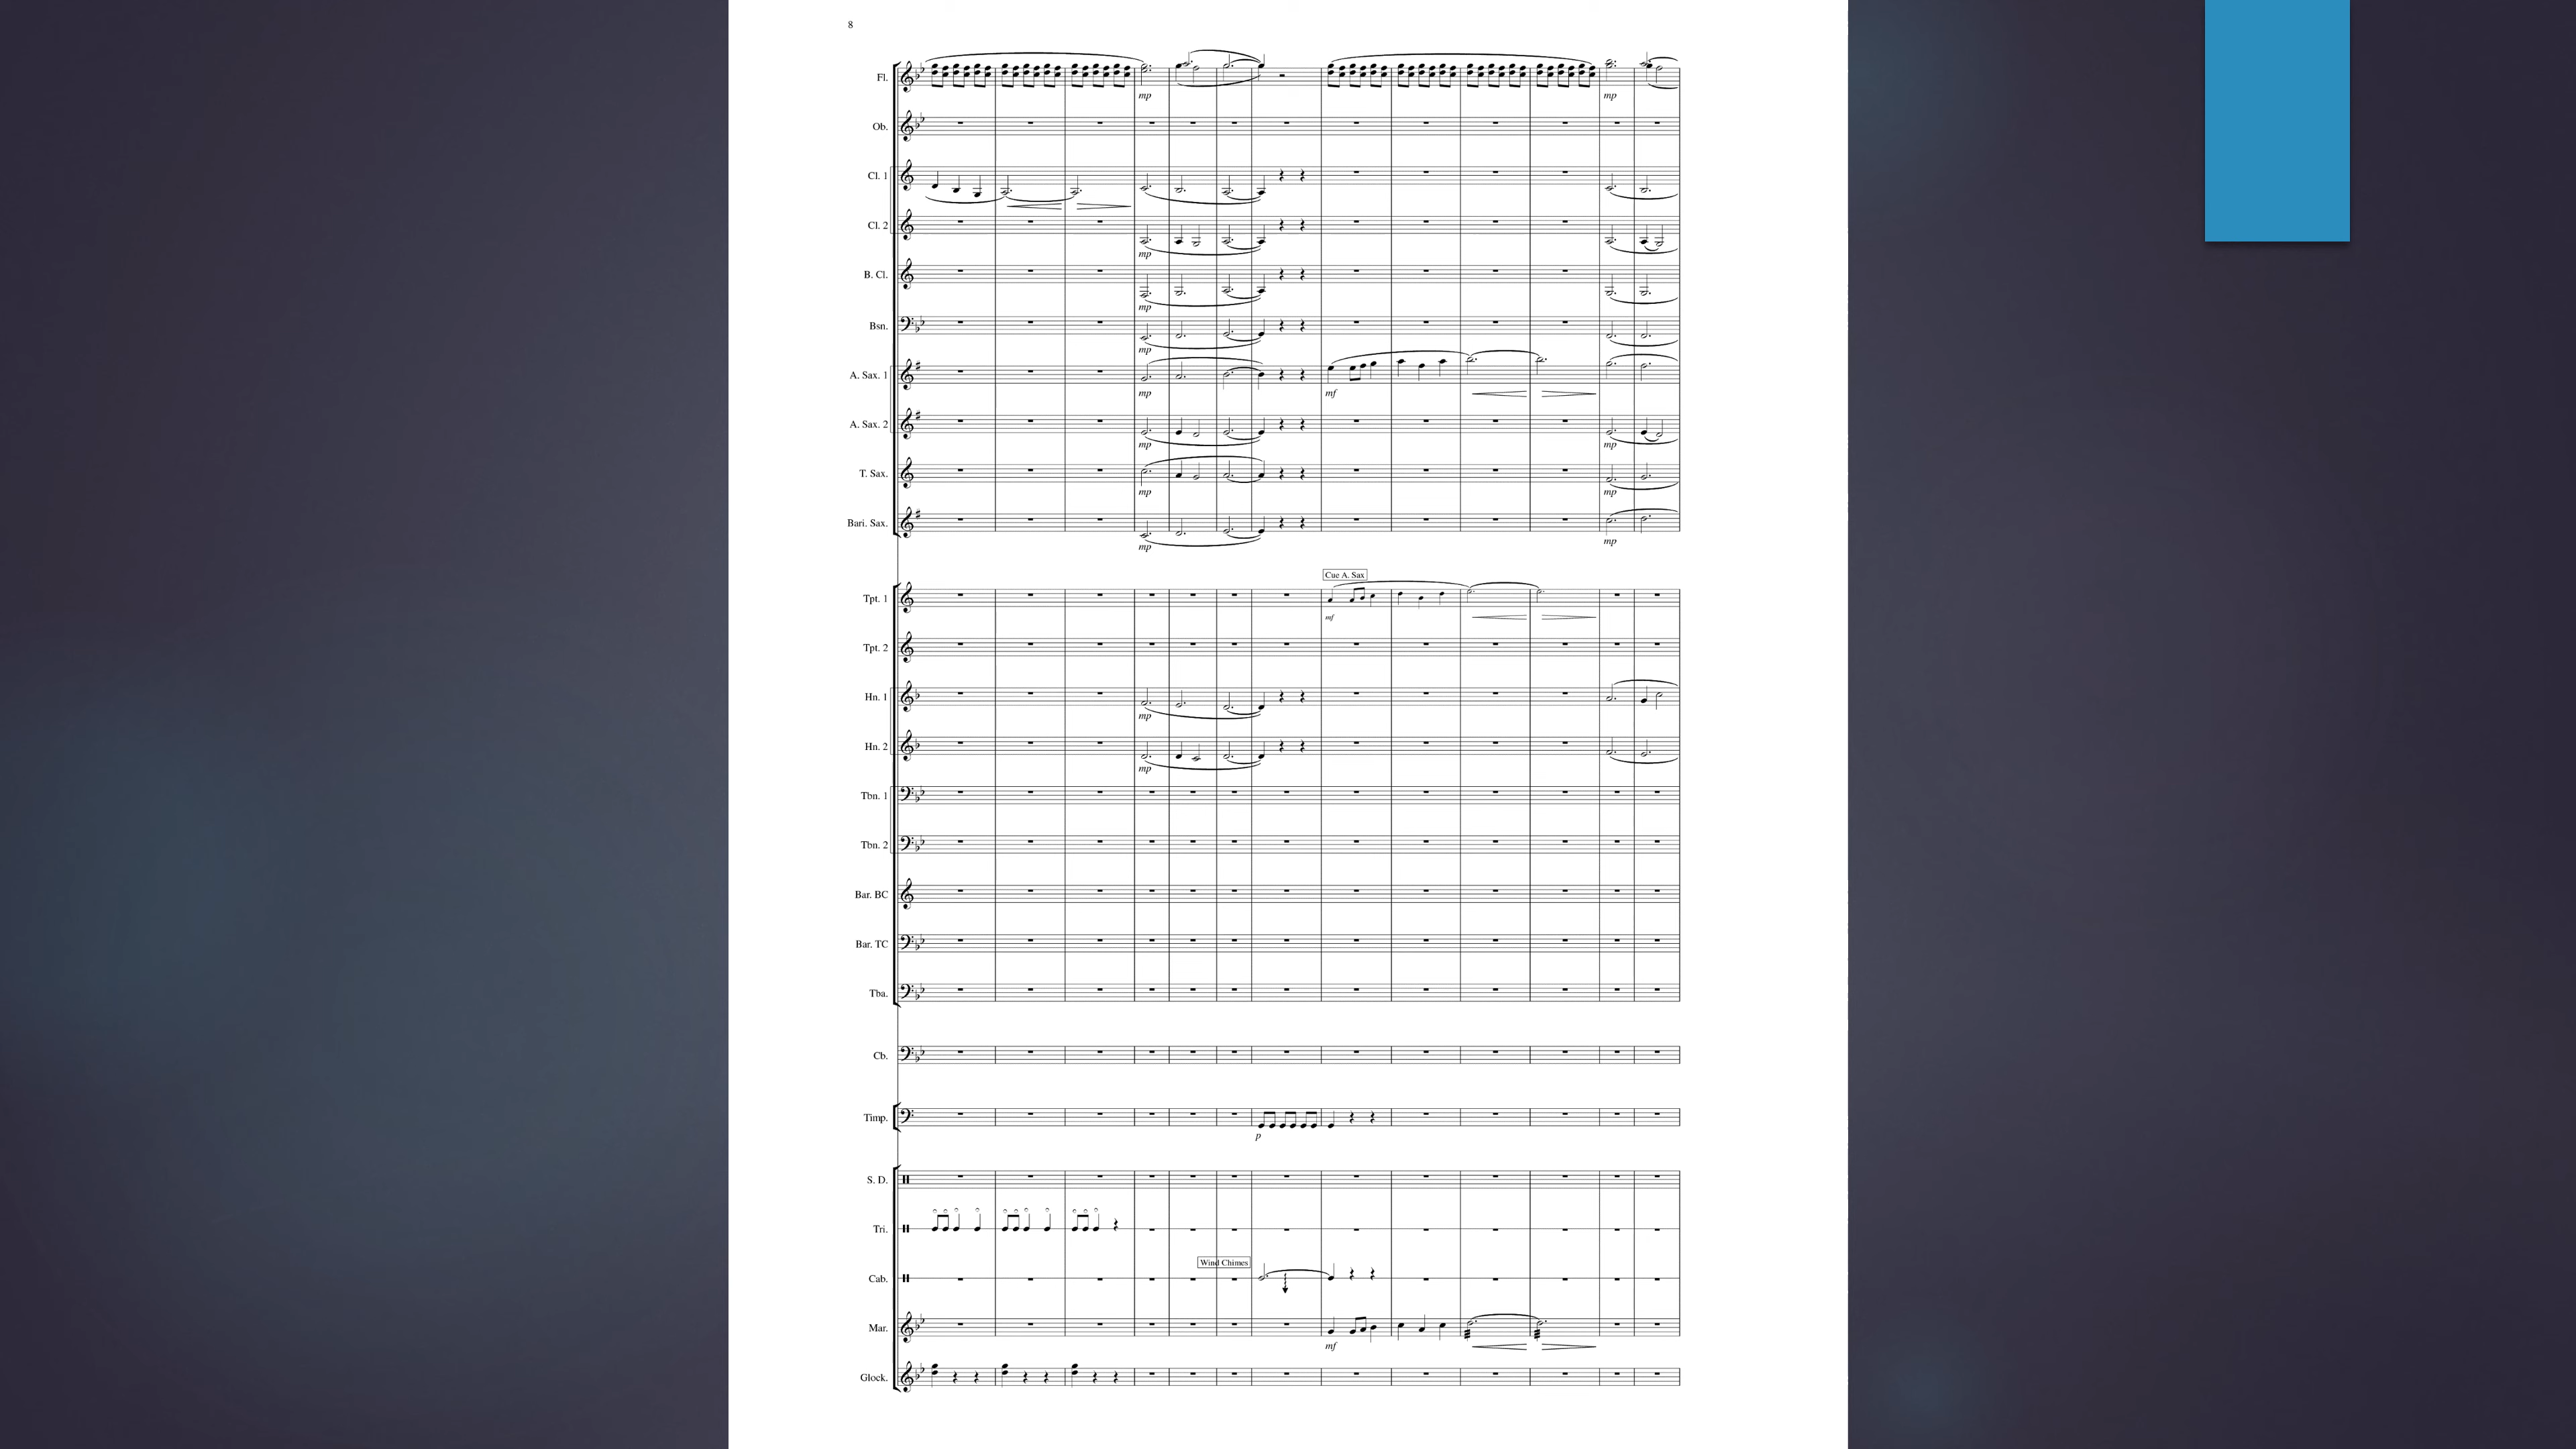 8
Fl.
mp
mp
Ob.
Cl. 1
Cl. 2
mp
B. Cl.
mp
Bsn.
mp
A. Sax. 1
mp
mf
A. Sax. 2
mp
mp
T. Sax.
mp
mp
Bari. Sax.
mp
mp
Cue A. Sax
Tpt. 1
mf
Tpt. 2
Hn. 1
mp
Hn. 2
mp
Tbn. 1
Tbn. 2
Bar. BC
Bar. TC
Tba.
Cb.
Timp.
p
S. D.
Tri.
Wind Chimes
Cab.
Mar.
mf
Glock.